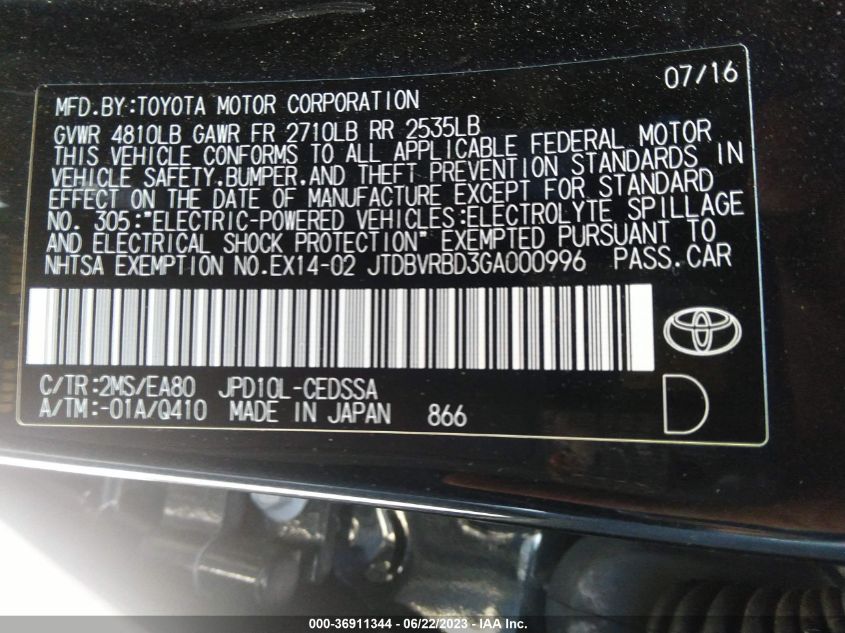 07/16
MFD.BY:TOYOTA MOTOR CORPORATION
GVWR 4810LB GAWR FR 2710LB RR 2535LB
THIS VEHICLE CONFORMS TO ALL APPLICABLE FEDERAL MOTOR
VEHICLE SAFETY,BUMPER,AND THEFT PREVENTION STANDARDS IN
EFFECT ON THE DATE OF MANUFACTURE EXCEPT FOR STANDARD
NO. 305:"ELECTRIC-POWERED VEHICLES:ELECTROLYTE SPILLAGE
AND ELECTRICAL SHOCK PROTECTION" EXEMPTED PURSUANT TO
NHTSA EXEMPTION NO.EX14-02 JTDBVRBD3GA000996 PASS.CAR
C/TR:2MS/EA80 JPD10L-CEDSSA
A/TM:-01A/Q410 MADE IN JAPAN 866
D
000-36911344 - 06/22/2023 - IAA Inc.